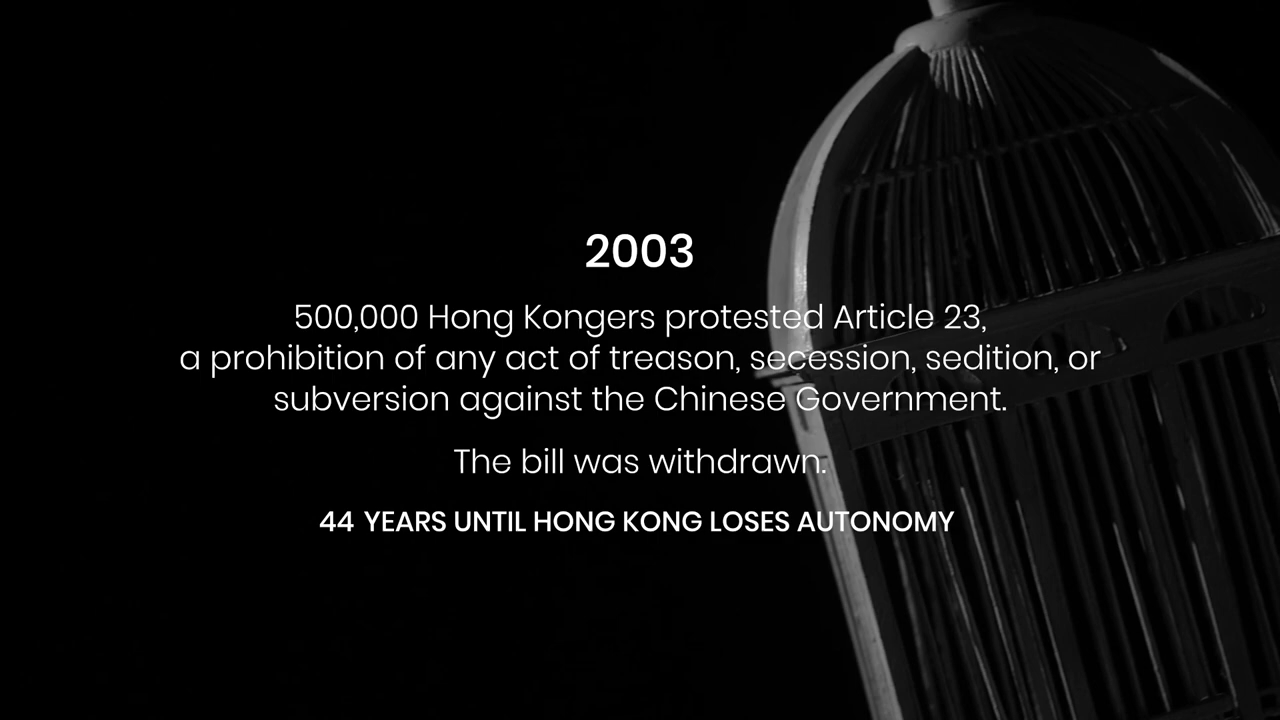 2003
500,000 Hong Kongers protested Article 23,
a prohibition of any act of treason, secession, sedition, or
subversion against the Chinese Government.
The bill was withdrawn.
44 YEARS UNTIL HONG KONG LOSES AUTONOMY